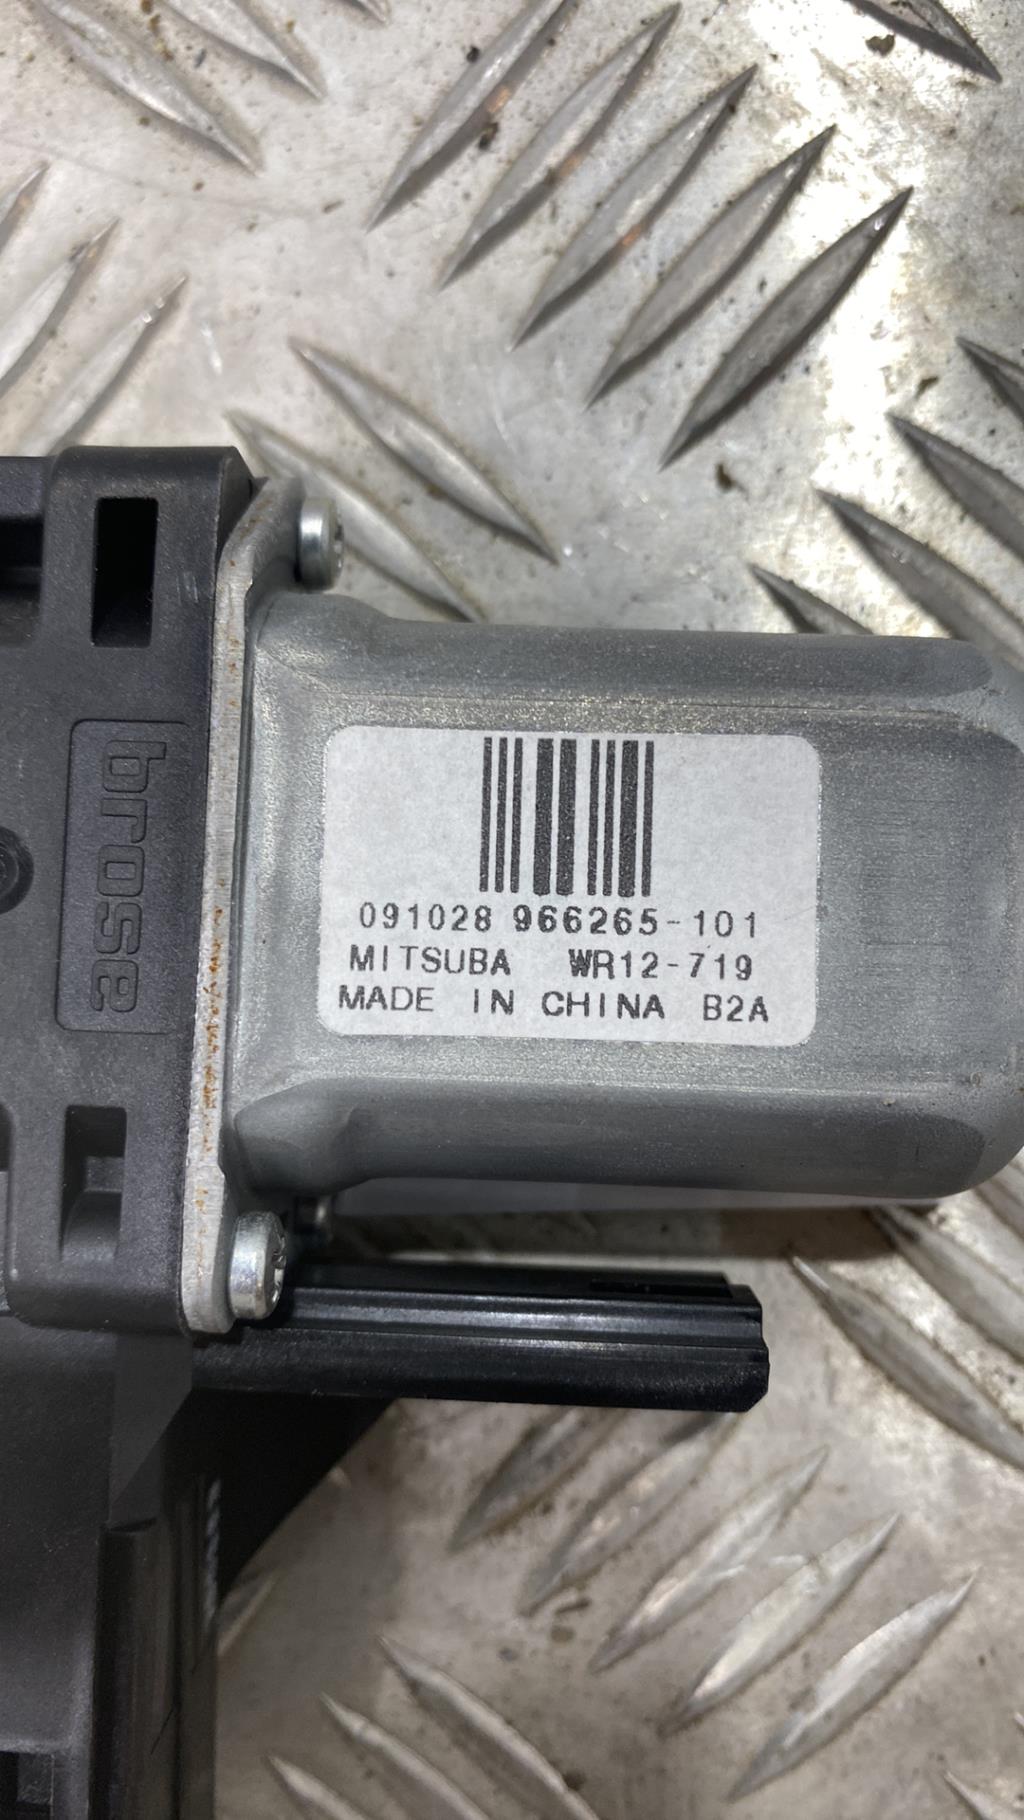 brose
091028 966265-101
MITSUBA WR12-719
MADE IN CHINA B2A